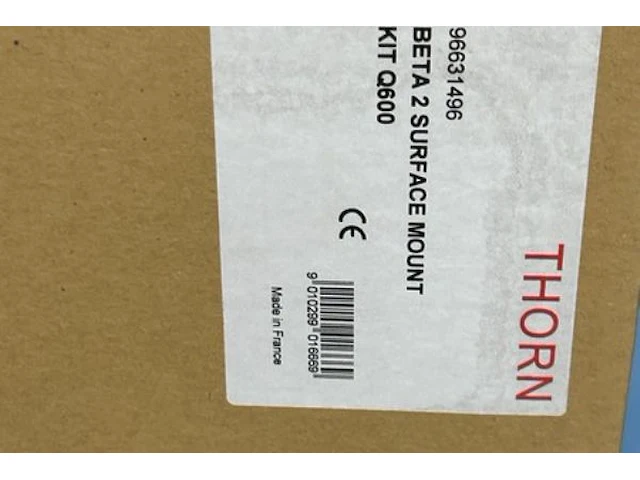 THORN
96631496
BETA 2 SURFACE MOUNT
KIT Q600
CE
9 010299 016669
Made in France